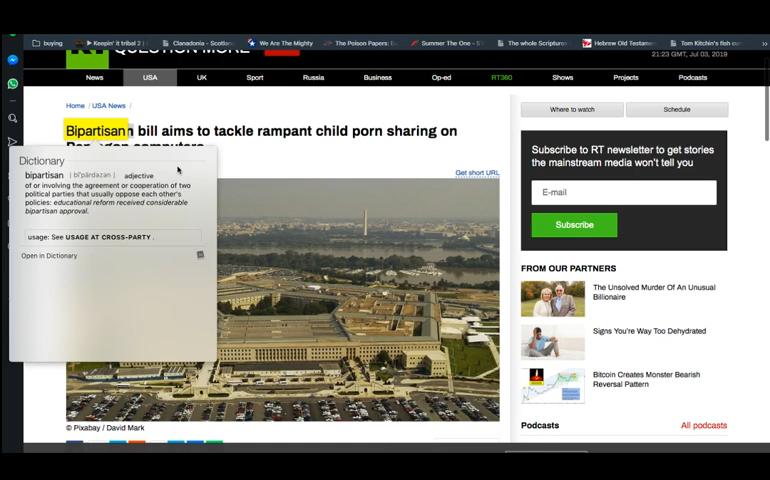 QUESTION MORE
21:23 GMT, Jul 03, 2019
buying
Keepin' it tribal 2
Clanadonia - Scotlan
We Are The Mighty
The Poison Papers:
Summer The One - S
The whole Scripture
Hebrew Old Testame
Tom Kitchin's fish
»
RT
News
USA
UK
Sport
Russia
Business
Op-ed
RT360
Shows
Projects
Podcasts
Home / USA News /
Where to watch
Schedule
Bipartisan bill aims to tackle rampant child porn sharing on
Get short URL
Dictionary
bipartisan | bī'pärdəzən | adjective
of or involving the agreement or cooperation of two
political parties that usually oppose each other's
policies: educational reform received considerable
bipartisan approval.
usage: See USAGE AT CROSS-PARTY .
Open in Dictionary
© Pixabay / David Mark
Subscribe to RT newsletter to get stories
the mainstream media won't tell you
E-mail
Subscribe
FROM OUR PARTNERS
The Unsolved Murder Of An Unusual
Billionaire
Signs You're Way Too Dehydrated
Bitcoin Creates Monster Bearish
Reversal Pattern
Podcasts
All podcasts